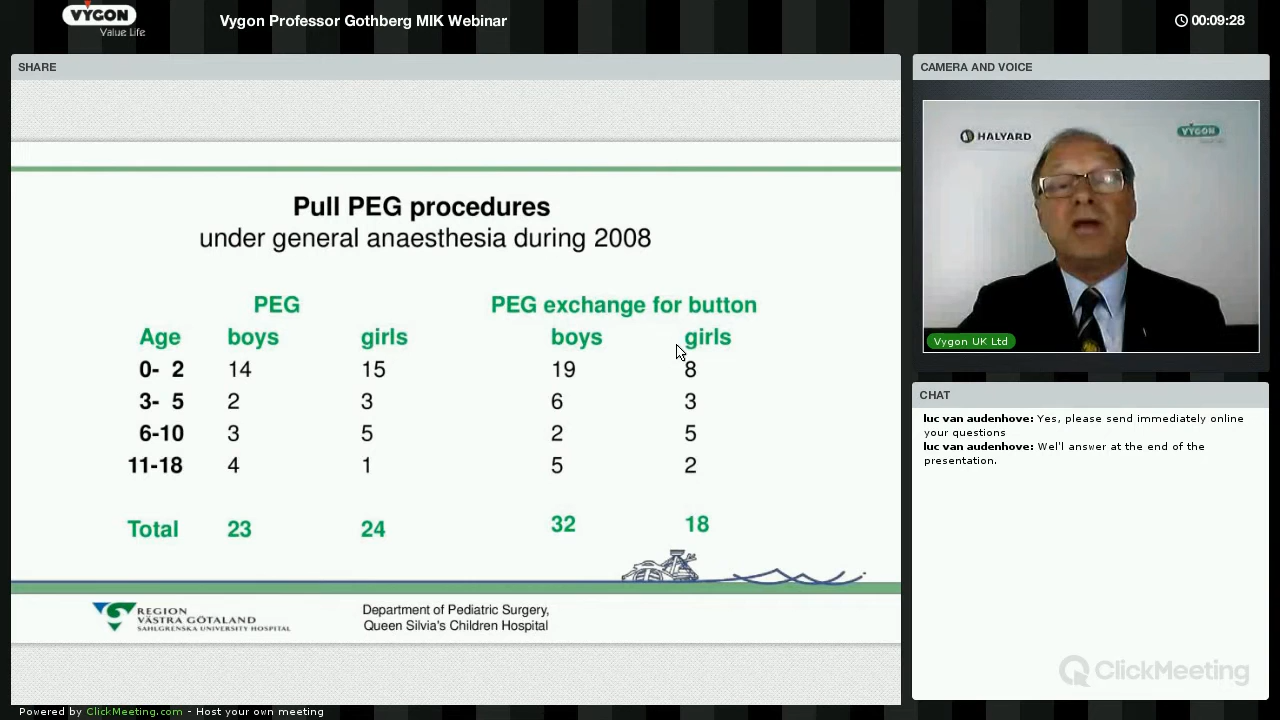 VYGON
Value Life
Vygon Professor Gothberg MIK Webinar
00:09:28
SHARE
Pull PEG procedures
under general anaesthesia during 2008
PEG PEG exchange for button
Age boys girls boys girls
0- 2 14 15 19 8
3- 5 2 3 6 3
6-10 3 5 2 5
11-18 4 1 5 2
Total 23 24 32 18
REGION
VÄSTRA GÖTALAND
SAHLGRENSKA UNIVERSITY HOSPITAL
Department of Pediatric Surgery,
Queen Silvia's Children Hospital
CAMERA AND VOICE
HALYARD
VYGON
Vygon UK Ltd
CHAT
luc van audenhove: Yes, please send immediately online
your questions
luc van audenhove: Wel'l answer at the end of the
presentation.
ClickMeeting
Powered by ClickMeeting.com - Host your own meeting